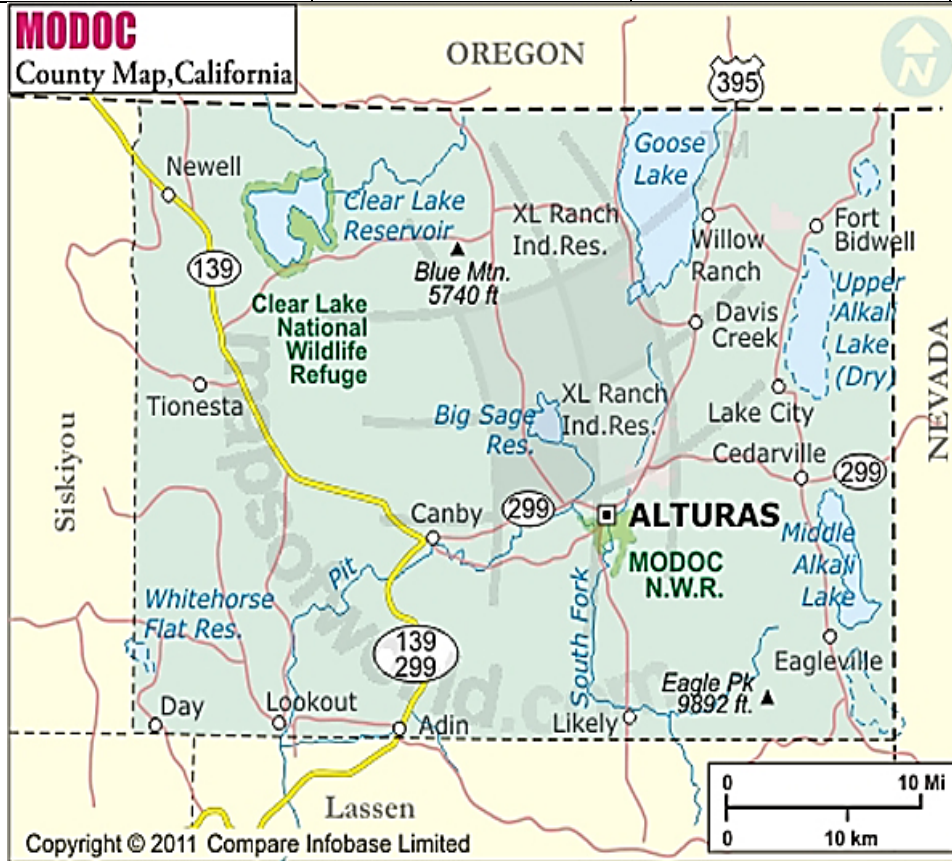 MODOC
County Map,California
OREGON
N
395
Newell
Goose
Lake
TM
Clear Lake
Reservoir
XL Ranch
Ind.Res.
Willow
Ranch
Fort
Bidwell
139
Blue Mtn.
5740 ft
Upper
Alkali
Lake
(Dry)
Clear Lake
National
Wildlife
Refuge
Davis
Creek
NEVADA
Tionesta
XL Ranch
Ind.Res.
Big Sage
Res.
Lake City
Cedarville
299
Siskiyou
Canby
299
ALTURAS
MODOC
N.W.R.
Middle
Alkali
Lake
Pit
Whitehorse
Flat Res.
139
299
South Fork
Eagleville
Eagle Pk
9892 ft.
Day
Lookout
Adin
Likely
mapsofworld.com
Lassen
0 10 Mi
0 10 km
Copyright © 2011 Compare Infobase Limited